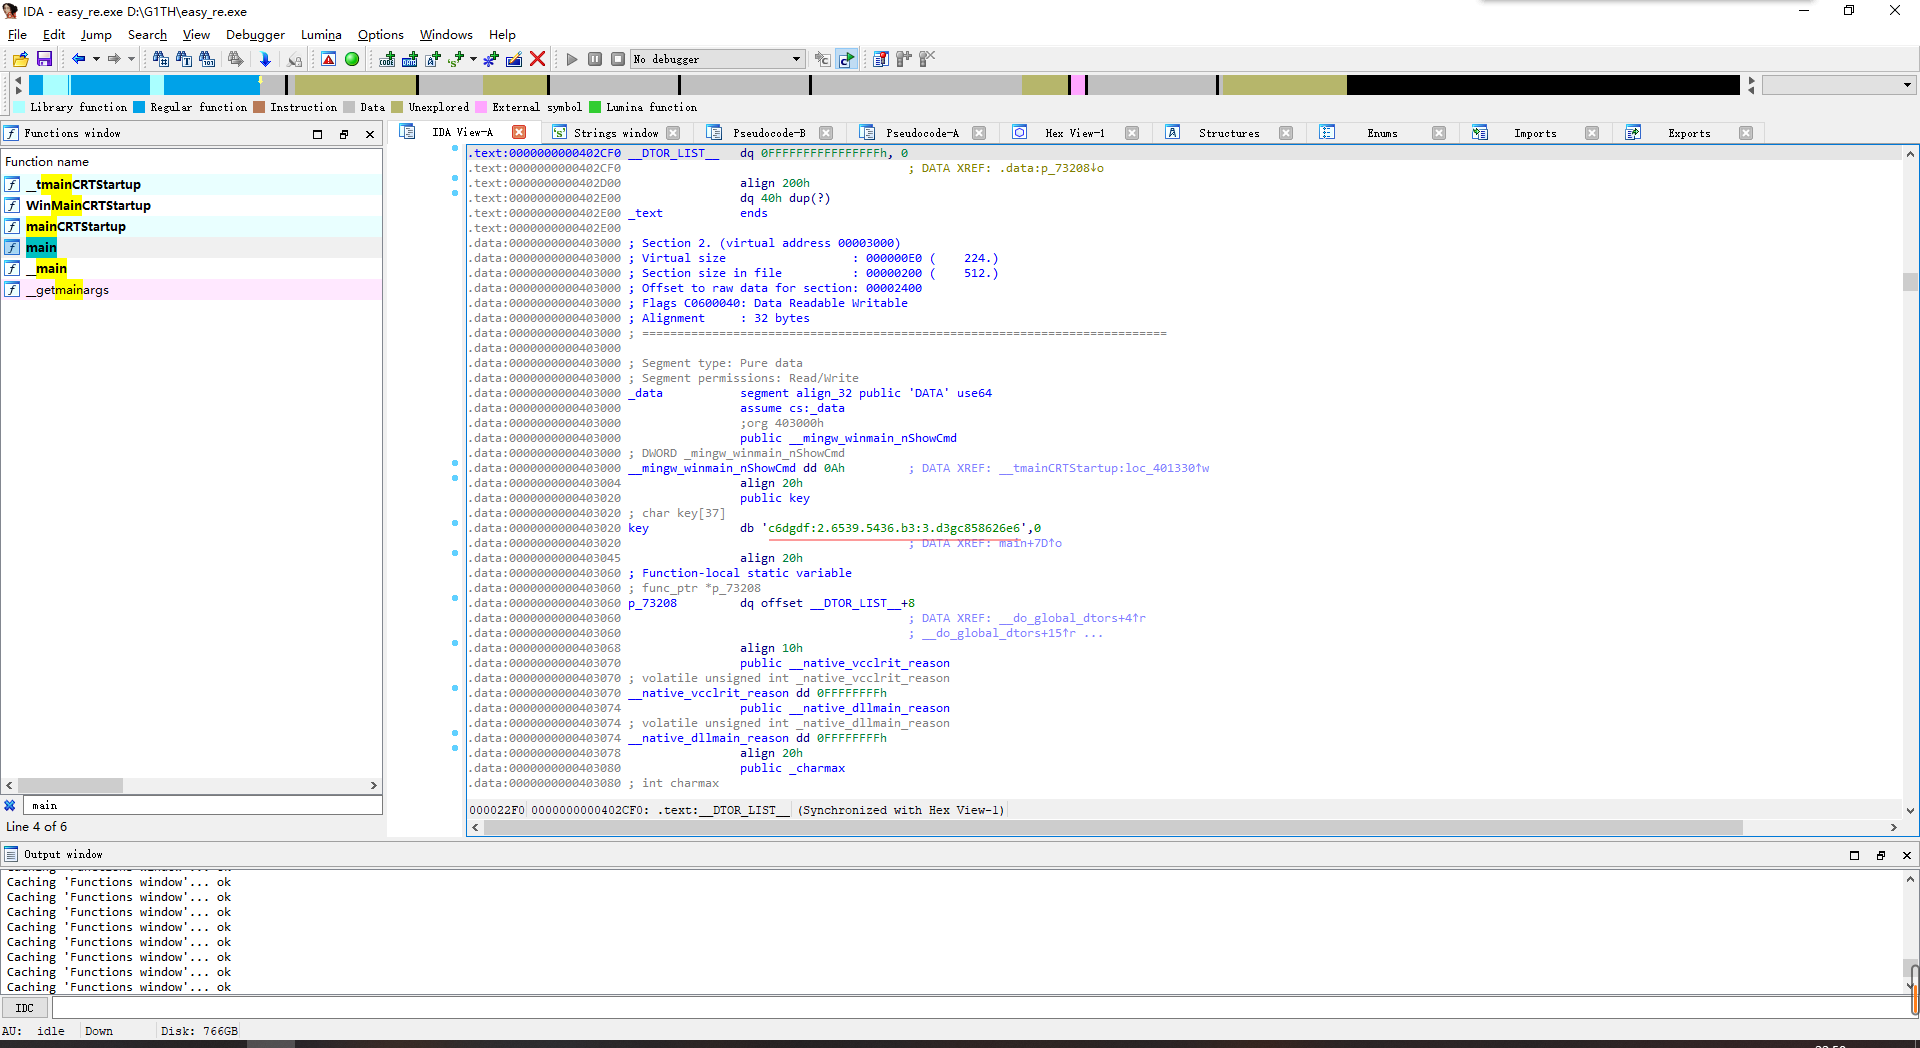 IDA - easy_re.exe D:\G1TH\easy_re.exe
File Edit Jump Search View Debugger Lumina Options Windows Help
No debugger
Library function Regular function Instruction Data Unexplored External symbol Lumina function
Functions window
IDA View-A Strings window Pseudocode-B Pseudocode-A Hex View-1 Structures Enums Imports Exports
Function name
__tmainCRTStartup
WinMainCRTStartup
mainCRTStartup
main
__main
__getmainargs
main
Line 4 of 6
.text:0000000000402CF0 __DTOR_LIST__ dq 0FFFFFFFFFFFFFFFFh, 0
.text:0000000000402CF0 ; DATA XREF: .data:p_73208↓o
.text:0000000000402D00 align 200h
.text:0000000000402E00 dq 40h dup(?)
.text:0000000000402E00 _text ends
.text:0000000000402E00
.data:0000000000403000 ; Section 2. (virtual address 00003000)
.data:0000000000403000 ; Virtual size : 000000E0 ( 224.)
.data:0000000000403000 ; Section size in file : 00000200 ( 512.)
.data:0000000000403000 ; Offset to raw data for section: 00002400
.data:0000000000403000 ; Flags C0600040: Data Readable Writable
.data:0000000000403000 ; Alignment : 32 bytes
.data:0000000000403000 ; ===========================================================================
.data:0000000000403000
.data:0000000000403000 ; Segment type: Pure data
.data:0000000000403000 ; Segment permissions: Read/Write
.data:0000000000403000 _data segment align_32 public 'DATA' use64
.data:0000000000403000 assume cs:_data
.data:0000000000403000 ;org 403000h
.data:0000000000403000 public __mingw_winmain_nShowCmd
.data:0000000000403000 ; DWORD _mingw_winmain_nShowCmd
.data:0000000000403000 __mingw_winmain_nShowCmd dd 0Ah ; DATA XREF: __tmainCRTStartup:loc_401330↑w
.data:0000000000403004 align 20h
.data:0000000000403020 public key
.data:0000000000403020 ; char key[37]
.data:0000000000403020 key db 'c6dgdf:2.6539.5436.b3:3.d3gc858626e6',0
.data:0000000000403020 ; DATA XREF: main+7D↑o
.data:0000000000403045 align 20h
.data:0000000000403060 ; Function-local static variable
.data:0000000000403060 ; func_ptr *p_73208
.data:0000000000403060 p_73208 dq offset __DTOR_LIST__+8
.data:0000000000403060 ; DATA XREF: __do_global_dtors+4↑r
.data:0000000000403060 ; __do_global_dtors+15↑r ...
.data:0000000000403068 align 10h
.data:0000000000403070 public __native_vcclrit_reason
.data:0000000000403070 ; volatile unsigned int _native_vcclrit_reason
.data:0000000000403070 __native_vcclrit_reason dd 0FFFFFFFFh
.data:0000000000403074 public __native_dllmain_reason
.data:0000000000403074 ; volatile unsigned int _native_dllmain_reason
.data:0000000000403074 __native_dllmain_reason dd 0FFFFFFFFh
.data:0000000000403078 align 20h
.data:0000000000403080 public _charmax
.data:0000000000403080 ; int charmax
000022F0 0000000000402CF0: .text:__DTOR_LIST__ (Synchronized with Hex View-1)
Output window
Caching 'Functions window'... ok
Caching 'Functions window'... ok
Caching 'Functions window'... ok
Caching 'Functions window'... ok
Caching 'Functions window'... ok
Caching 'Functions window'... ok
Caching 'Functions window'... ok
Caching 'Functions window'... ok
IDC
AU: idle Down Disk: 766GB